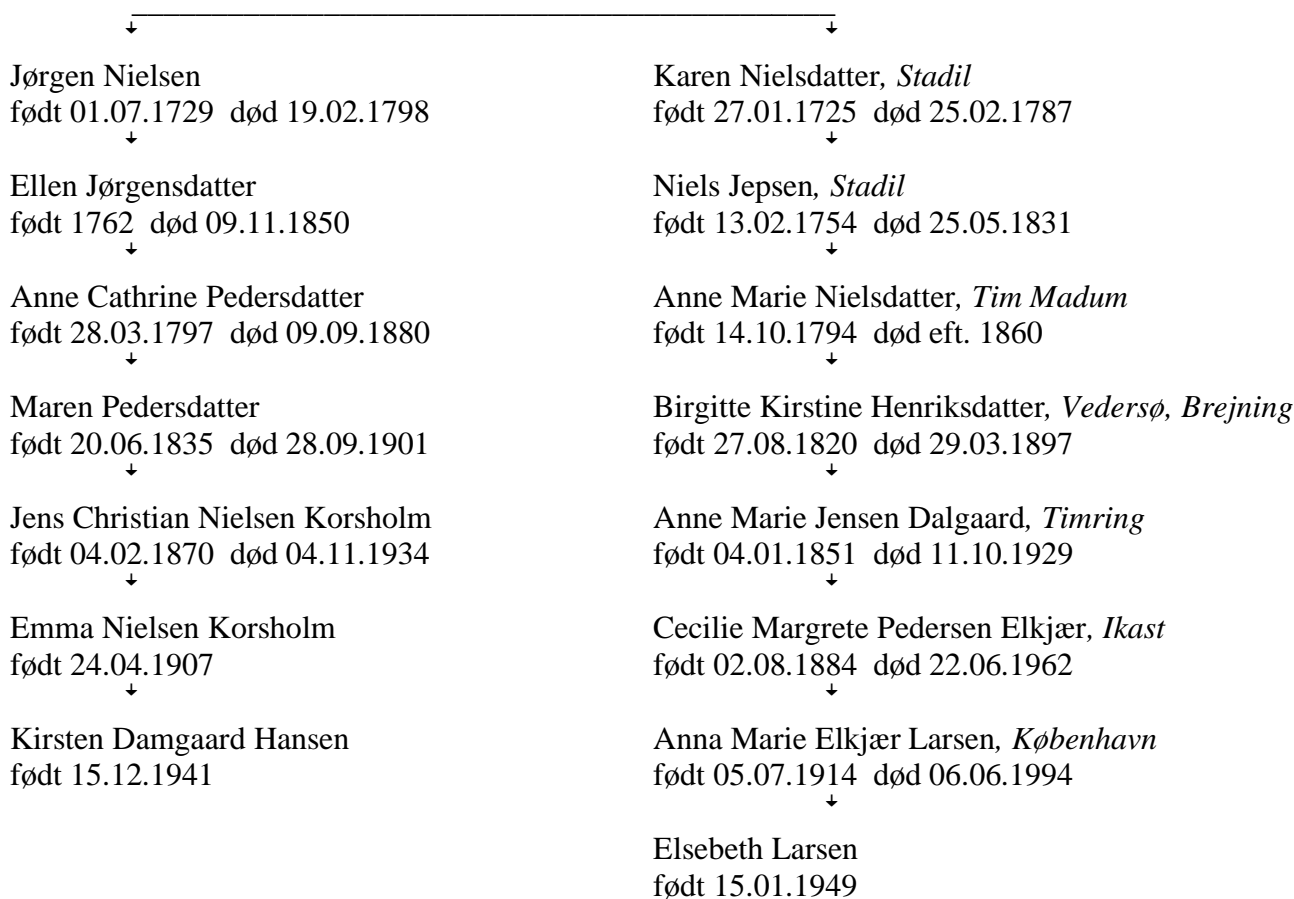 Jørgen Nielsen
født 01.07.1729 død 19.02.1798
Ellen Jørgensdatter
født 1762 død 09.11.1850
Anne Cathrine Pedersdatter
født 28.03.1797 død 09.09.1880
Maren Pedersdatter
født 20.06.1835 død 28.09.1901
Jens Christian Nielsen Korsholm
født 04.02.1870 død 04.11.1934
Emma Nielsen Korsholm
født 24.04.1907
Kirsten Damgaard Hansen
født 15.12.1941
Karen Nielsdatter, Stadil
født 27.01.1725 død 25.02.1787
Niels Jepsen, Stadil
født 13.02.1754 død 25.05.1831
Anne Marie Nielsdatter, Tim Madum
født 14.10.1794 død eft. 1860
Birgitte Kirstine Henriksdatter, Vedersø, Brejning
født 27.08.1820 død 29.03.1897
Anne Marie Jensen Dalgaard, Timring
født 04.01.1851 død 11.10.1929
Cecilie Margrete Pedersen Elkjær, Ikast
født 02.08.1884 død 22.06.1962
Anna Marie Elkjær Larsen, København
født 05.07.1914 død 06.06.1994
Elsebeth Larsen
født 15.01.1949